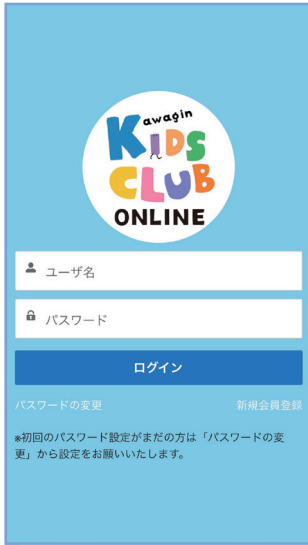 Kawagin
KIDS
CLUB
ONLINE
ユーザ名
パスワード
ログイン
パスワードの変更 新規会員登録
※初回のパスワード設定がまだの方は「パスワードの変
更」から設定をお願いいたします。